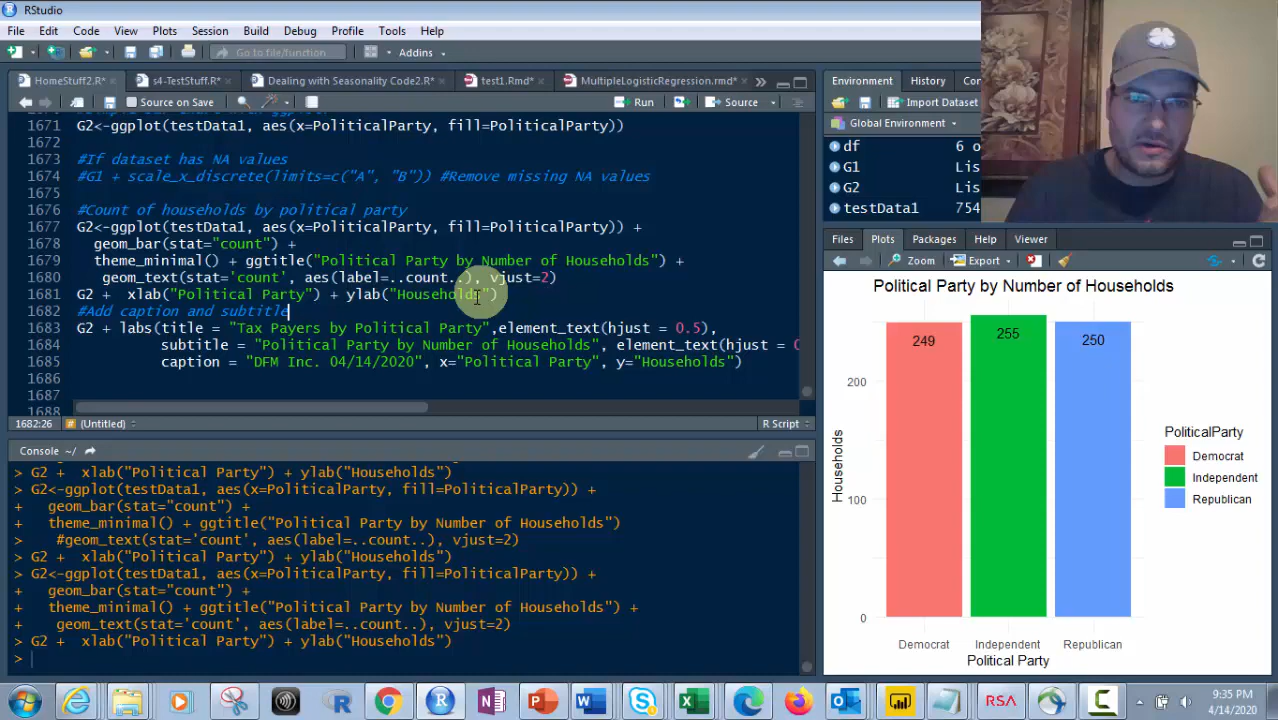 RStudio
File Edit Code View Plots Session Build Debug Profile Tools Help
Go to file/function Addins
HomeStuff2.R* s4-TestStuff.R* Dealing with Seasonality Code2.R* test1.Rmd* MultipleLogisticRegression.rmd*
Source on Save Run Source
1671 G2<-ggplot(testData1, aes(x=PoliticalParty, fill=PoliticalParty))
1672
1673 #If dataset has NA values
1674 #G1 + scale_x_discrete(limits=c("A", "B")) #Remove missing NA values
1675
1676 #Count of households by political party
1677 G2<-ggplot(testData1, aes(x=PoliticalParty, fill=PoliticalParty)) +
1678 geom_bar(stat="count") +
1679 theme_minimal() + ggtitle("Political Party by Number of Households") +
1680 geom_text(stat='count', aes(label=..count..), vjust=2)
1681 G2 + xlab("Political Party") + ylab("Households")
1682 #Add caption and subtitle
1683 G2 + labs(title = "Tax Payers by Political Party",element_text(hjust = 0.5),
1684 subtitle = "Political Party by Number of Households", element_text(hjust = 0
1685 caption = "DFM Inc. 04/14/2020", x="Political Party", y="Households")
1686
1687
1688
1682:26 (Untitled) R Script
Console ~/
> G2 + xlab("Political Party") + ylab("Households")
> G2<-ggplot(testData1, aes(x=PoliticalParty, fill=PoliticalParty)) +
+ geom_bar(stat="count") +
+ theme_minimal() + ggtitle("Political Party by Number of Households")
> #geom_text(stat='count', aes(label=..count..), vjust=2)
> G2 + xlab("Political Party") + ylab("Households")
> G2<-ggplot(testData1, aes(x=PoliticalParty, fill=PoliticalParty)) +
+ geom_bar(stat="count") +
+ theme_minimal() + ggtitle("Political Party by Number of Households") +
+ geom_text(stat='count', aes(label=..count..), vjust=2)
> G2 + xlab("Political Party") + ylab("Households")
>
Environment History Con
Import Dataset
Global Environment
df 6 o
G1 Lis
G2 Lis
testData1 754
Files Plots Packages Help Viewer
Zoom Export
Political Party by Number of Households
249 255 250
200
100
0
Households
Democrat Independent Republican
Political Party
PoliticalParty
Democrat
Independent
Republican
RSA
9:35 PM
4/14/2020